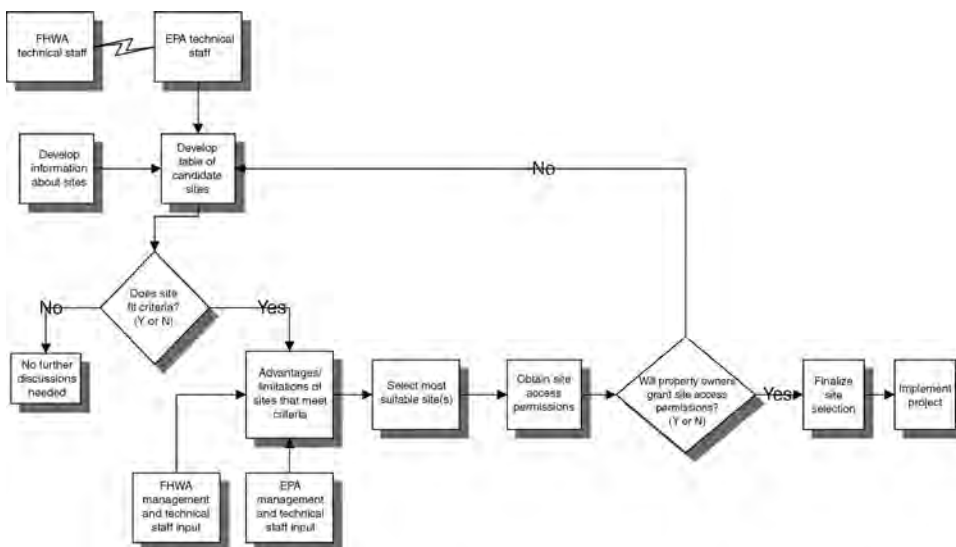 FHWA
technical staff
EPA technical
staff
Develop
information
about sites
Develop
table of
candidate
sites
No
Does site
fit criteria?
(Y or N)
No
Yes
No further
discussions
needed
Advantages/
limitations of
sites that meet
criteria
Select most
suitable site(s)
Obtain site
access
permissions
Will property owners
grant site access
permissions?
(Y or N)
Yes
Finalize
site
selection
Implement
project
FHWA
management
and technical
staff input
EPA
management
and technical
staff input